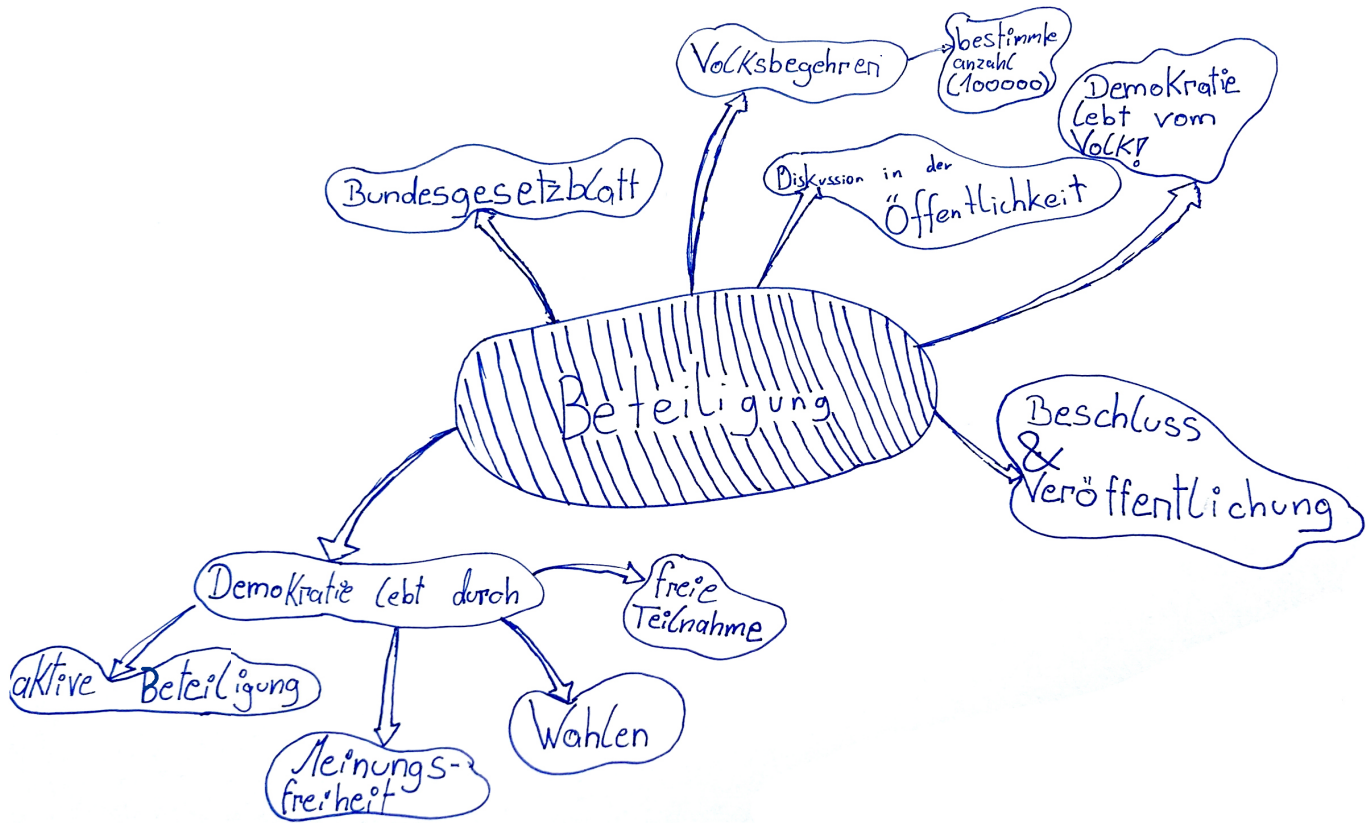 Volksbegehren
bestimmte
anzahl
(100000)
Demokratie
lebt vom
Volk!
Bundesgesetzblatt
Diskussion in der
Öffentlichkeit
Beteiligung
Beschluss
&
Veröffentlichung
Demokratie lebt durch
freie
Teilnahme
aktive Beteiligung
Wahlen
Meinungs-
freiheit